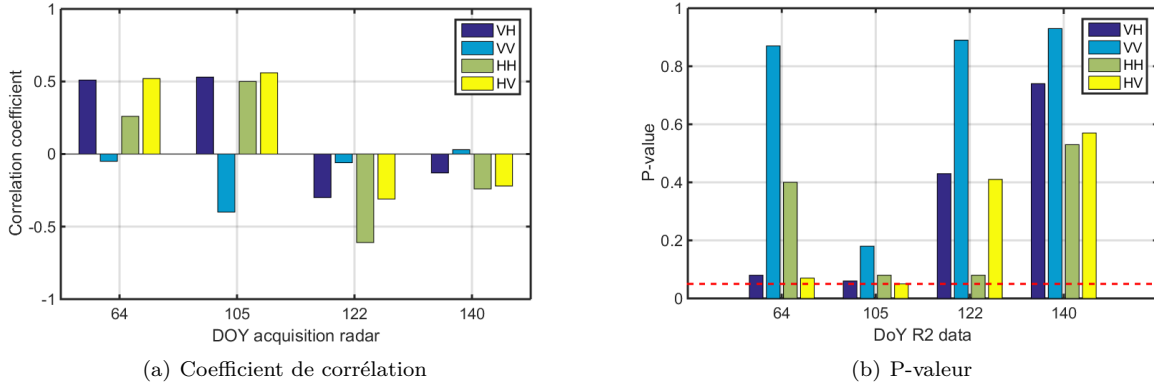 1
0.5
0
-0.5
-1
Correlation coefficient
VH
VV
HH
HV
64
105
122
140
DOY acquisition radar
(a) Coefficient de corrélation
1
0.8
0.6
0.4
0.2
0
P-value
VH
VV
HH
HV
64
105
122
140
DoY R2 data
(b) P-valeur